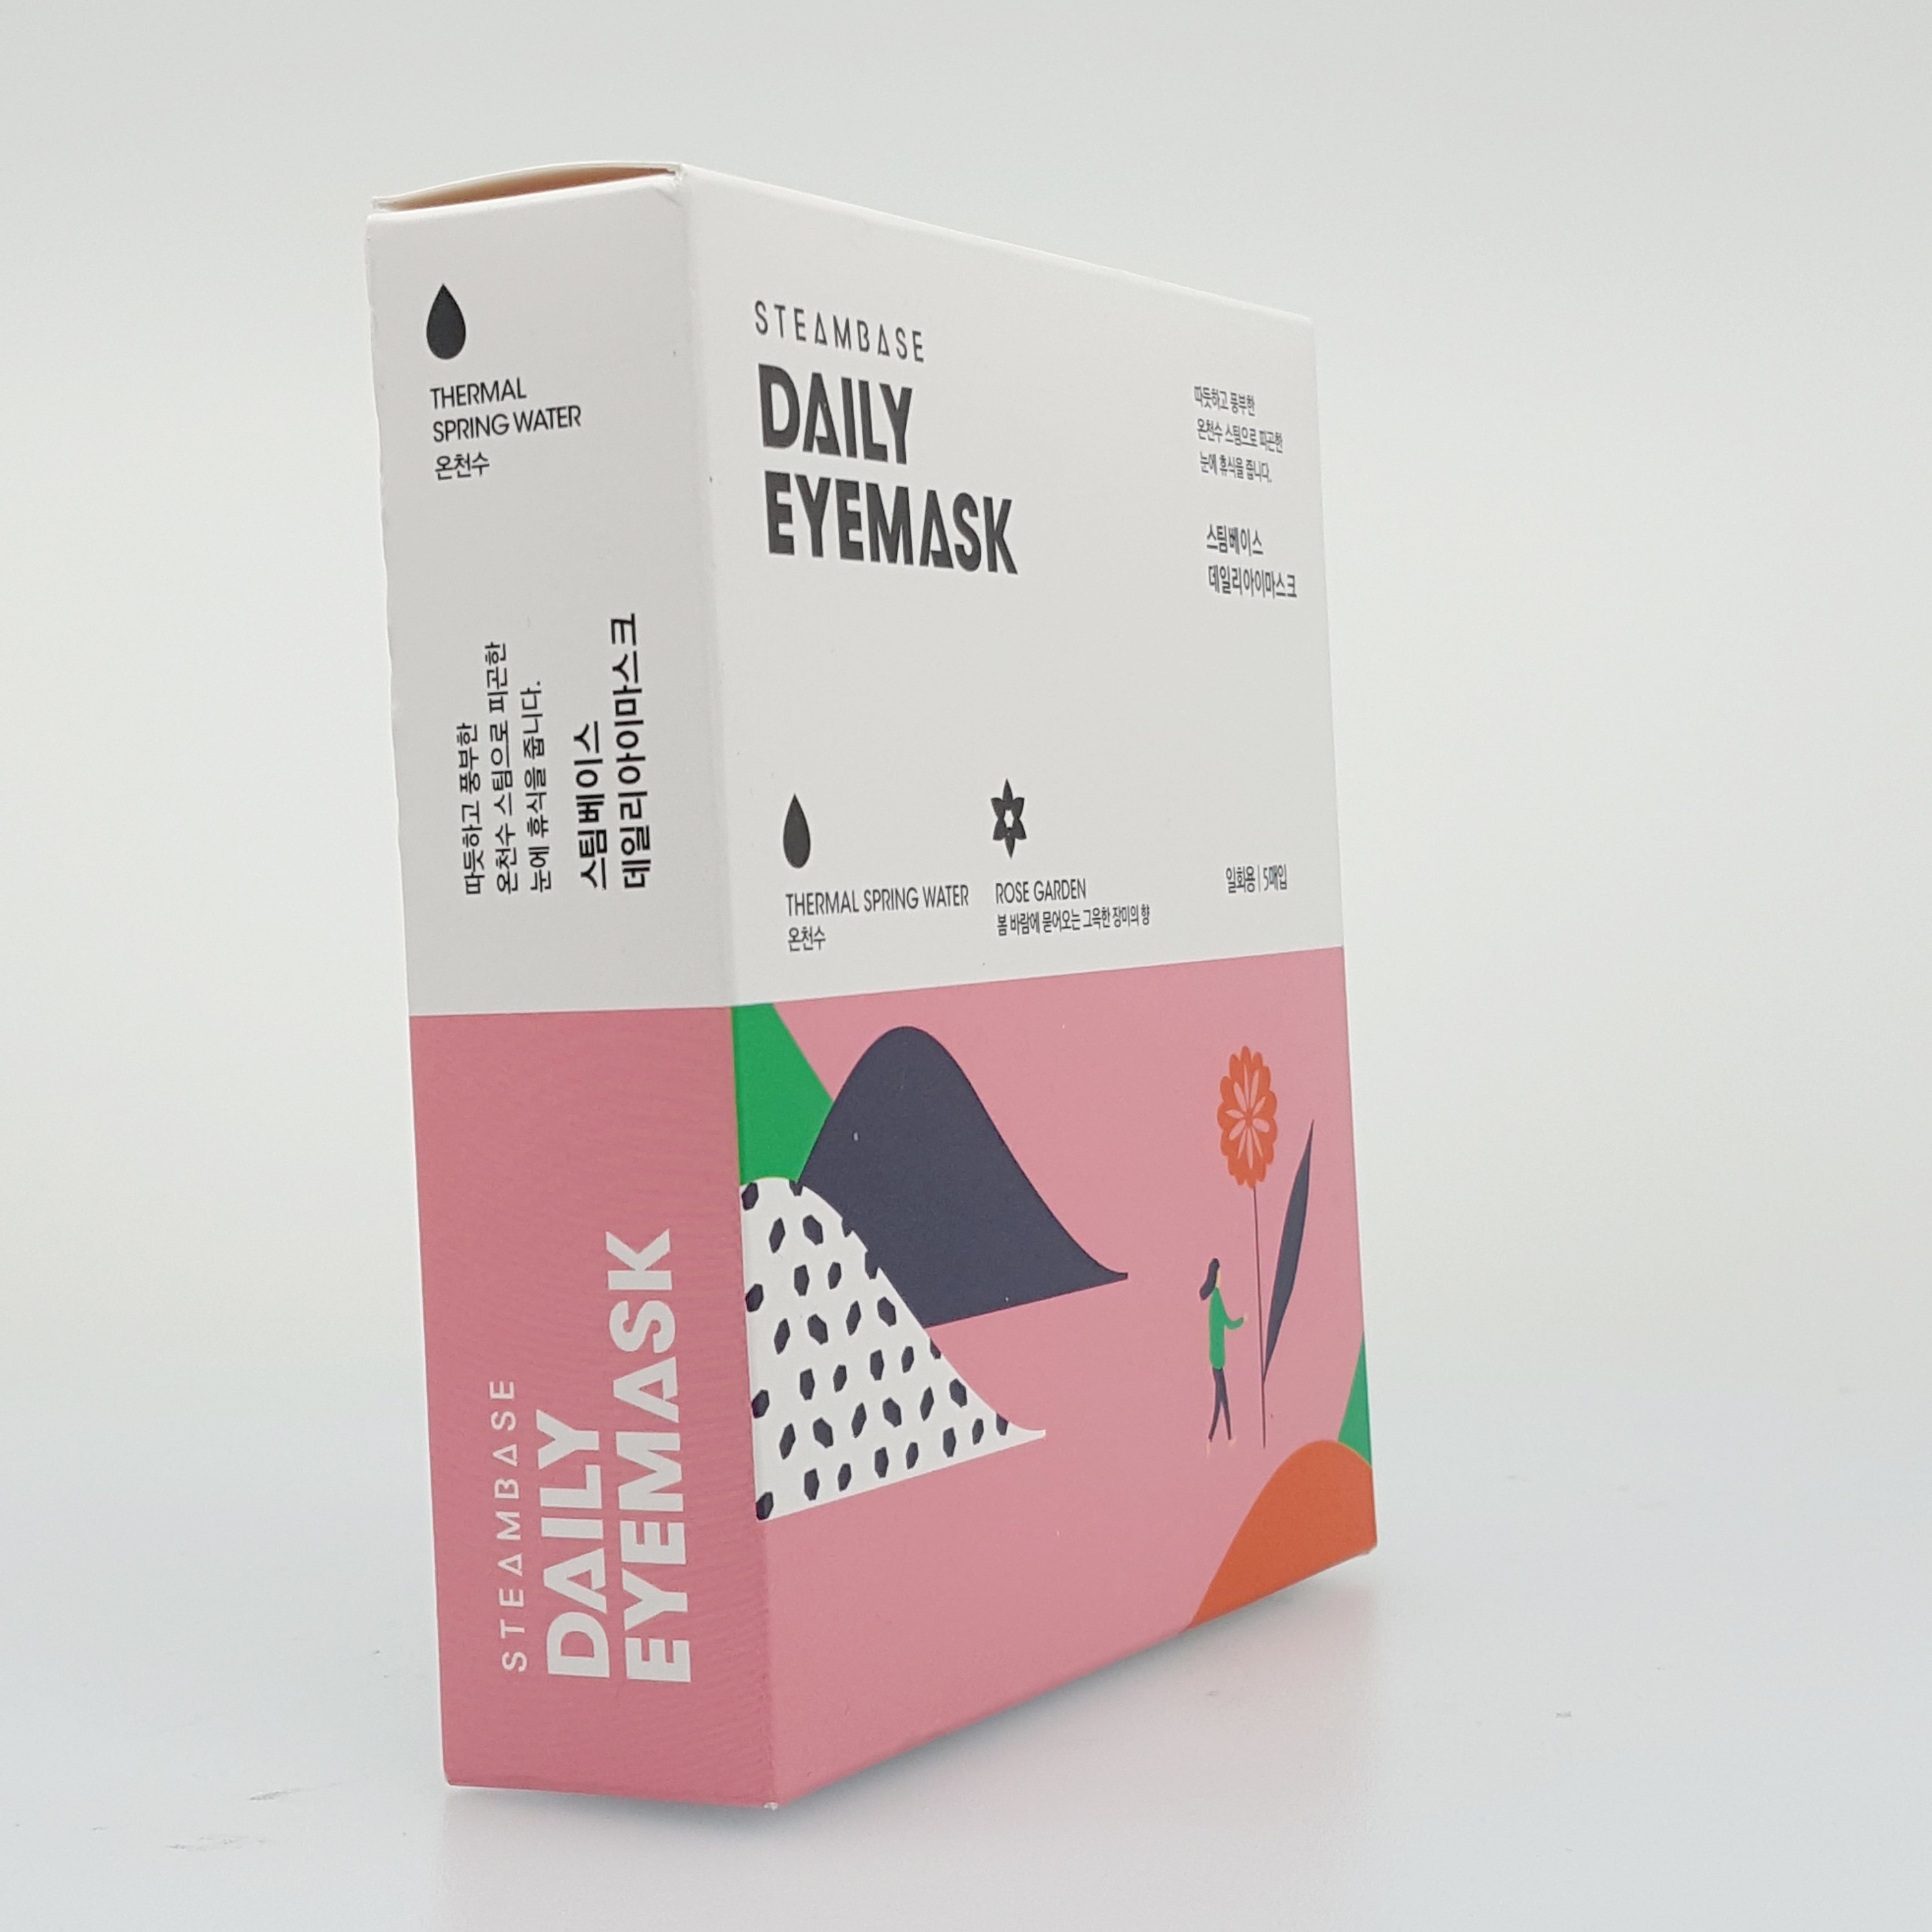 THERMAL
SPRING WATER
온천수
따듯하고 풍부한
온천수 스팀으로 피곤한
눈에 휴식을 줍니다.
스팀베이스
데일리아이마스크
STEAMBASE
DAILY
EYEMASK
STEAMBASE
DAILY
EYEMASK
따듯하고 풍부한
온천수 스팀으로 피곤한
눈에 휴식을 줍니다.
스팀베이스
데일리아이마스크
THERMAL SPRING WATER
온천수
ROSE GARDEN
봄 바람에 묻어오는 그윽한 장미의 향
일회용 | 5매입